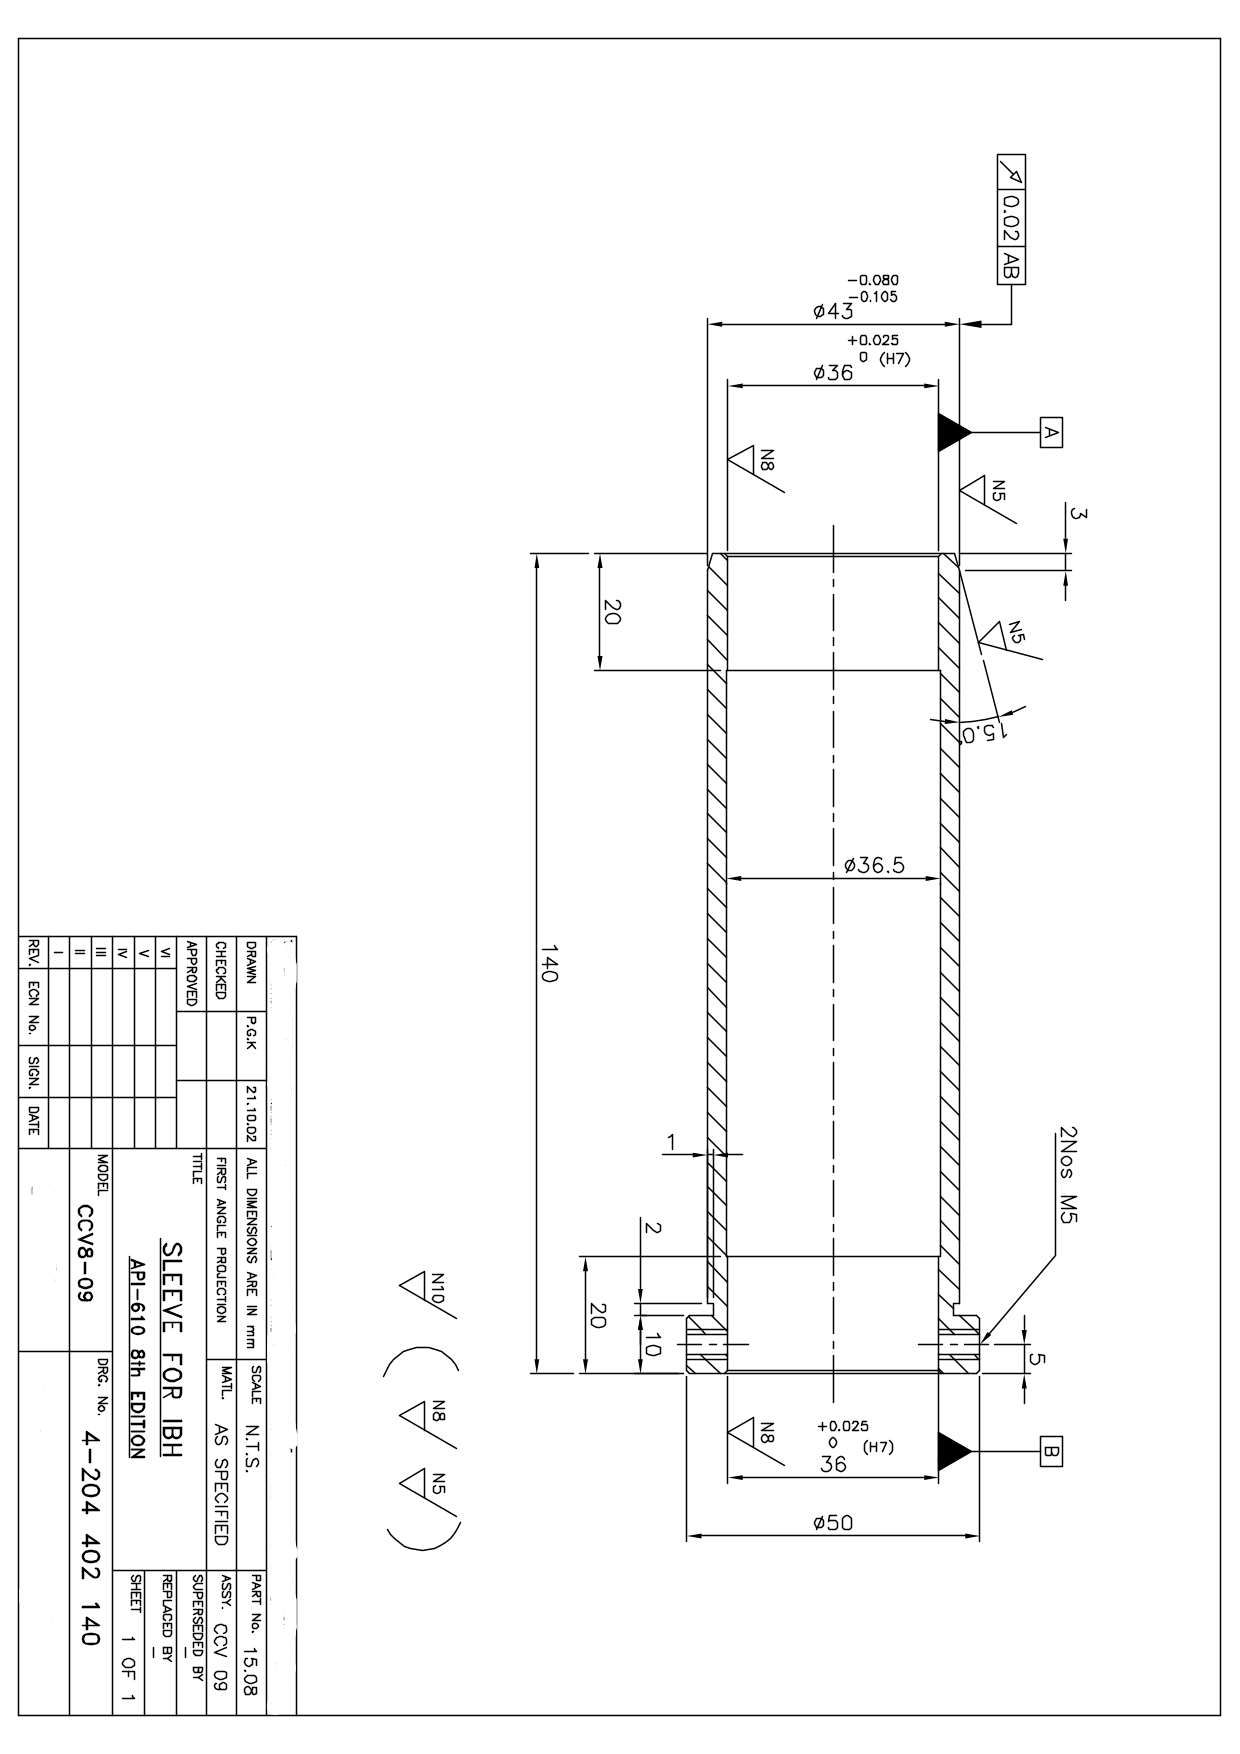 0.02 AB
-0.080
-0.105
ø43
+0.025
0 (H7)
ø36
A
N8
N5
3
20
N5
15.0°
ø36.5
140
1
2Nos M5
2
20
10
5
N8
+0.025
0 (H7)
36
B
ø50
N10
N8
N5
DRAWN P.G.K 21.10.02 ALL DIMENSIONS ARE IN mm SCALE N.T.S. PART No. 15.08
CHECKED FIRST ANGLE PROJECTION MATL. AS SPECIFIED ASSY. CCV 09
APPROVED TITLE SUPERSEDED BY –
VI SLEEVE FOR IBH REPLACED BY –
V
IV API-610 8th EDITION SHEET 1 OF 1
III MODEL DRG. No.
II CCV8-09 4-204 402 140
I
REV. ECN No. SIGN. DATE